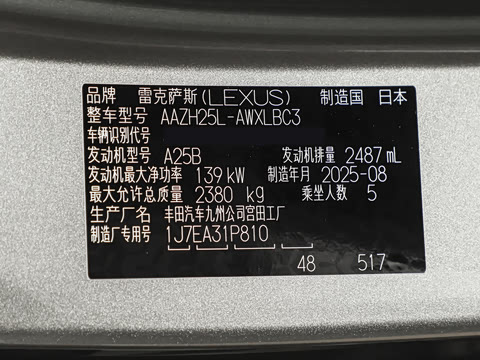 品牌 雷克萨斯(LEXUS) 制造国 日本
整车型号 AAZH25L-AWXLBC3
车辆识别代号
发动机型号 A25B 发动机排量 2487 mL
发动机最大净功率 139 kW 制造年月 2025-08
最大允许总质量 2380 kg 乘坐人数 5
生产厂名 丰田汽车九州公司宫田工厂
制造厂专用号 1J7EA31P810
48 517